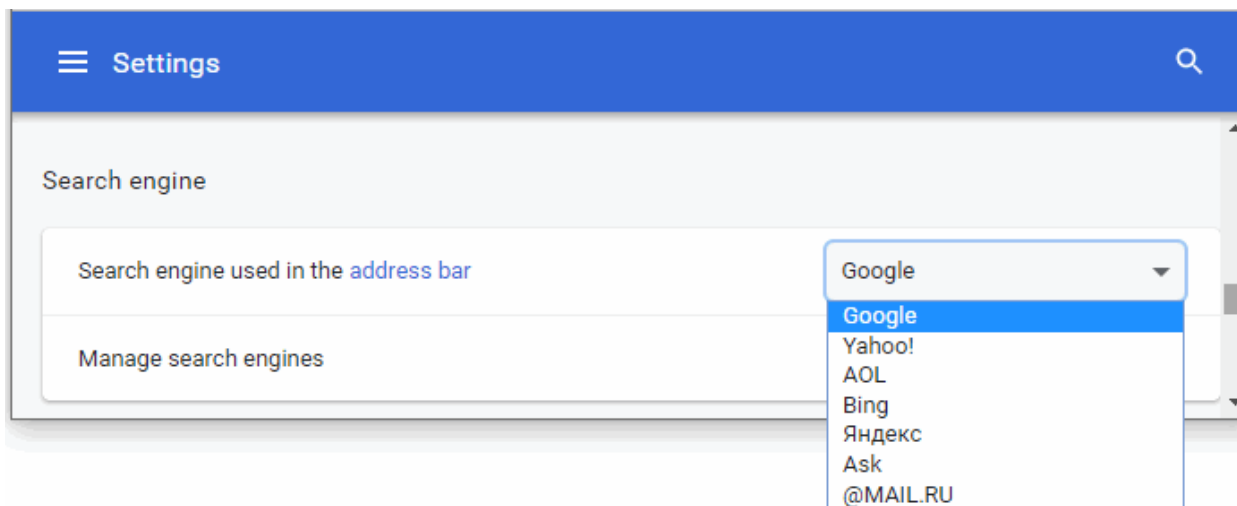 Settings
Search engine
Search engine used in the address bar
Google
Google
Yahoo!
Manage search engines
AOL
Bing
Яндекс
Ask
@MAIL.RU